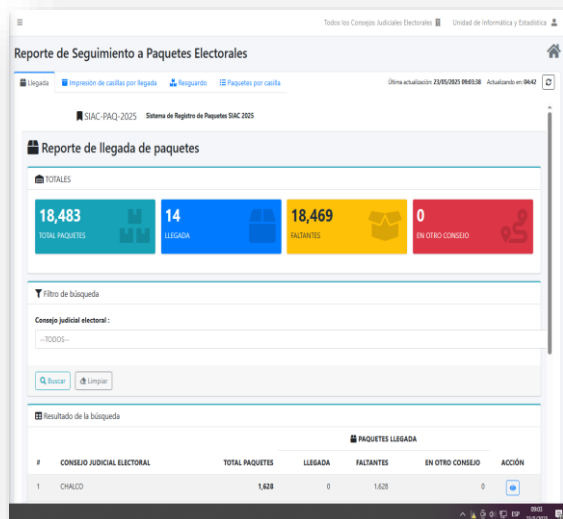 Todos los Consejos Judiciales Electorales
Unidad de Informática y Estadística
Reporte de Seguimiento a Paquetes Electorales
Llegada
Impresión de casillas por llegada
Resguardo
Paquetes por casilla
Última actualización: 23/05/2025 09:03:38 Actualizando en: 04:42
SIAC-PAQ-2025 Sistema de Registro de Paquetes SIAC 2025
Reporte de llegada de paquetes
TOTALES
18,483
TOTAL PAQUETES
14
LLEGADA
18,469
FALTANTES
0
EN OTRO CONSEJO
Filtro de búsqueda
Consejo judicial electoral :
--TODOS--
Buscar
Limpiar
Resultado de la búsqueda
PAQUETES LLEGADA
# CONSEJO JUDICIAL ELECTORAL TOTAL PAQUETES LLEGADA FALTANTES EN OTRO CONSEJO ACCIÓN
1 CHALCO 1,628 0 1,628 0
ESP
09:03